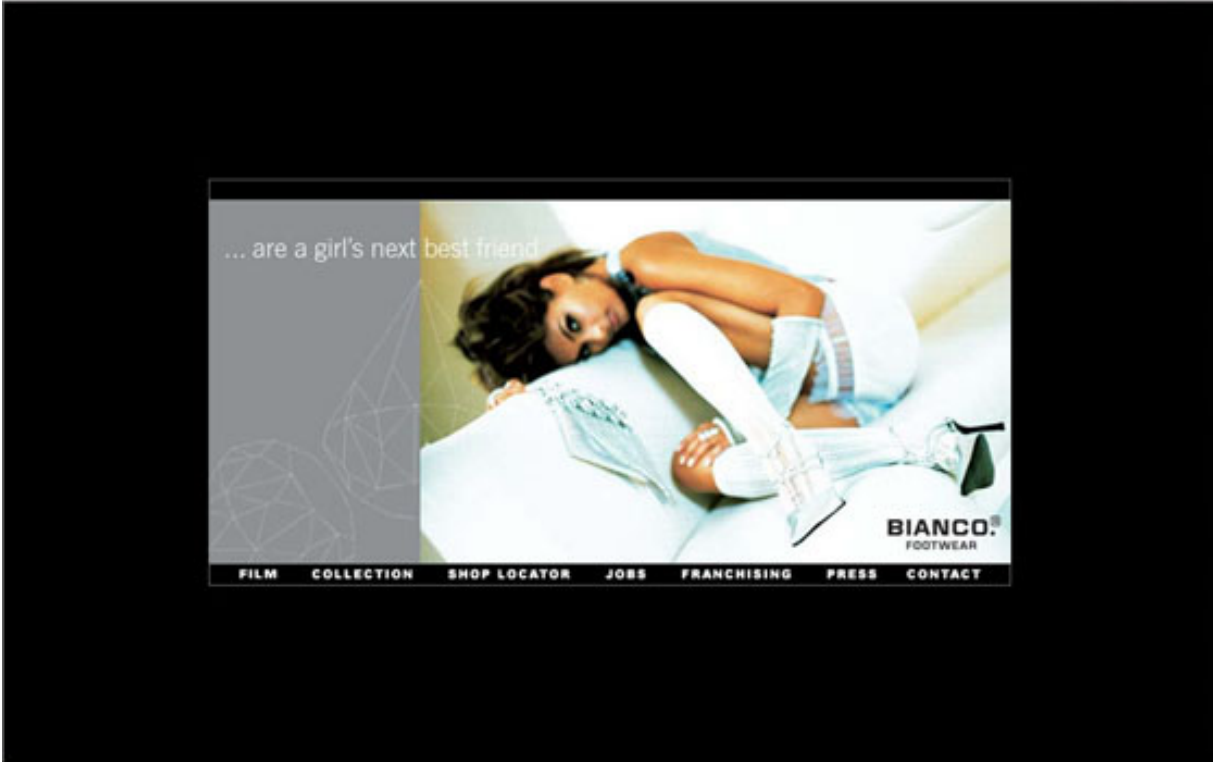 ... are a girl's next best friend
BIANCO.®
FOOTWEAR
FILM COLLECTION SHOP LOCATOR JOBS FRANCHISING PRESS CONTACT